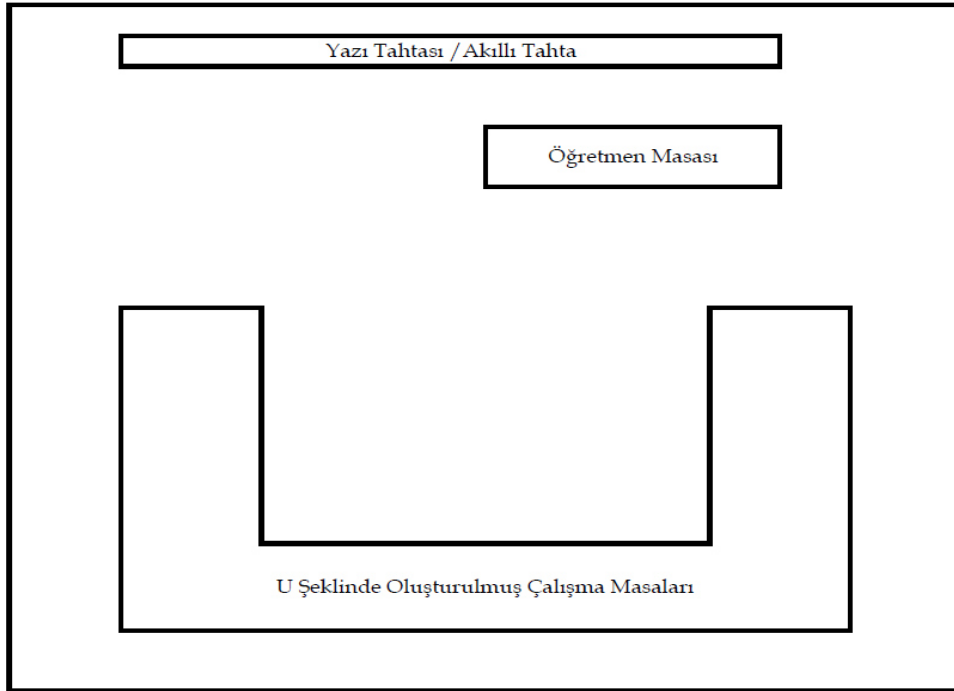 Yazı Tahtası /Akıllı Tahta
Öğretmen Masası
U Şeklinde Oluşturulmuş Çalışma Masaları